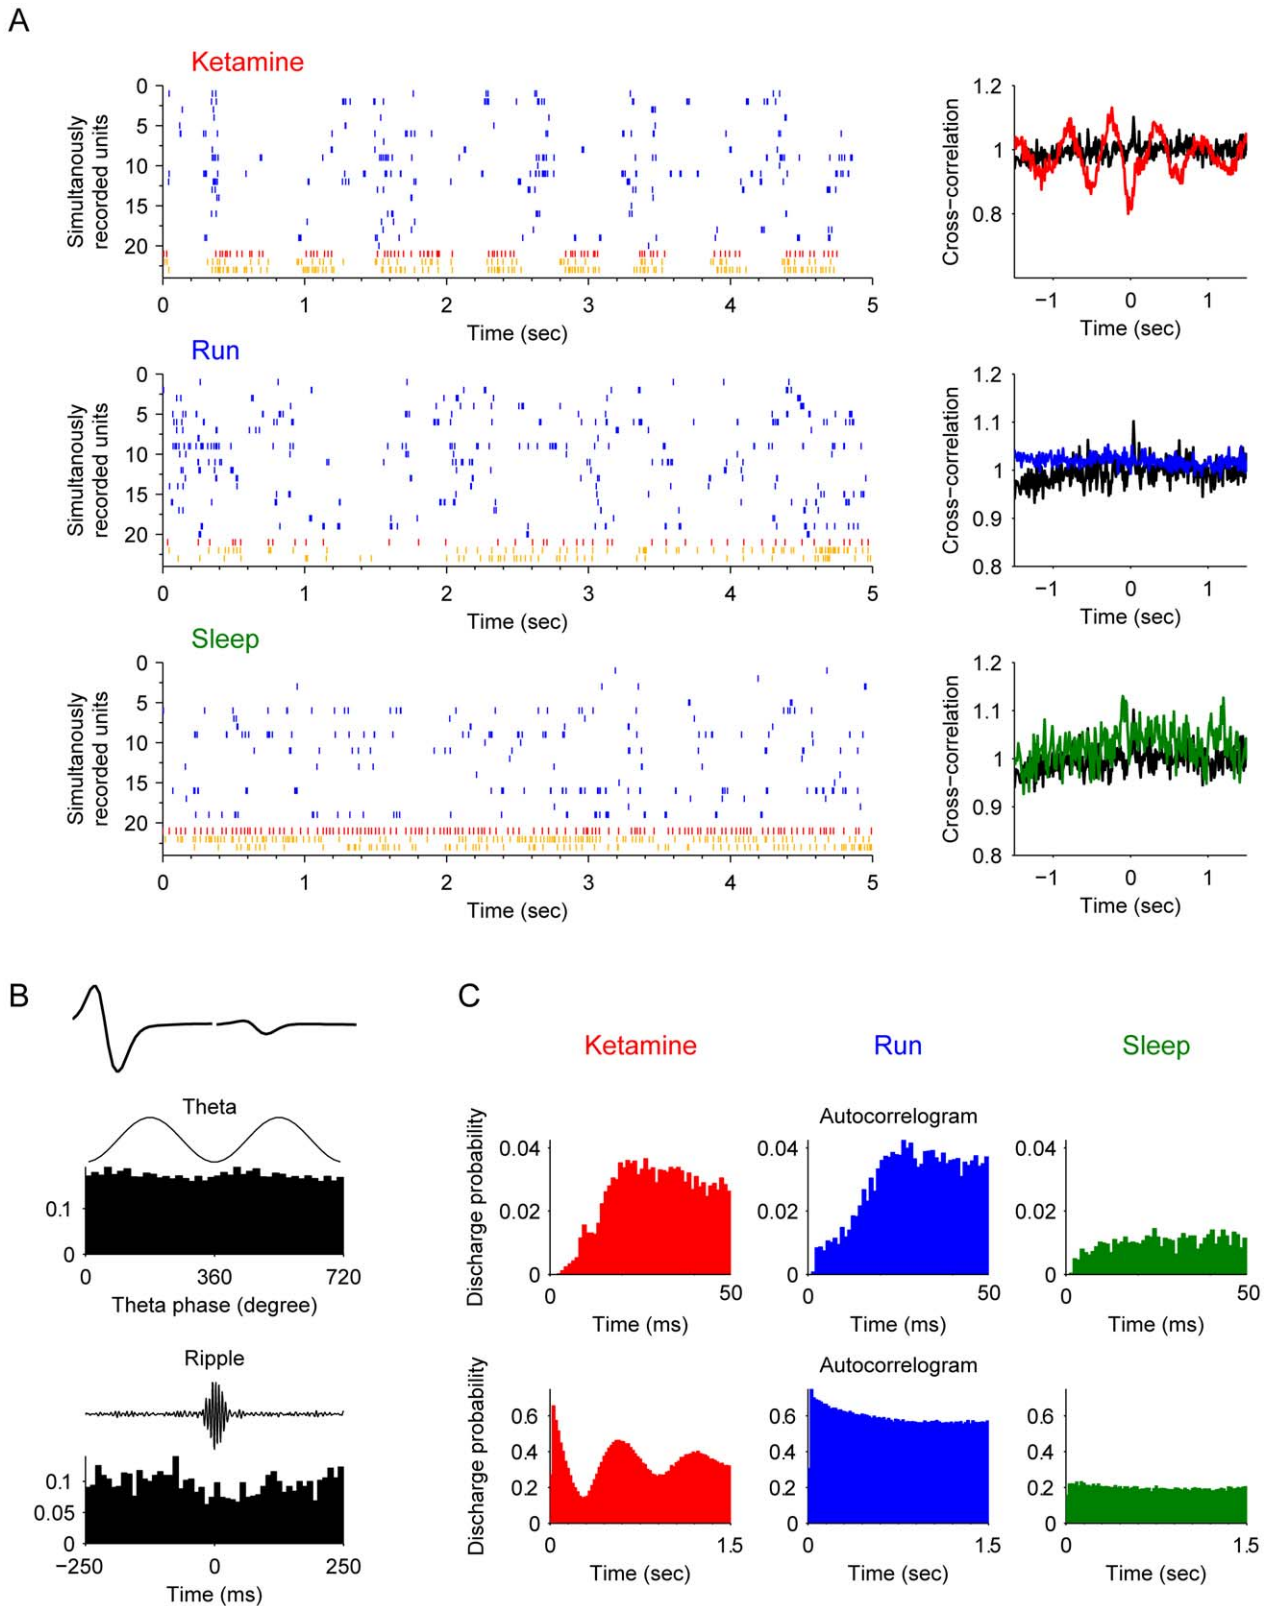 A
Ketamine
Simultanously
recorded units
0
5
10
15
20
0 1 2 3 4 5
Time (sec)
Cross−correlation
1.2
1
0.8
−1 0 1
Time (sec)
Run
Simultanously
recorded units
0
5
10
15
20
0 1 2 3 4 5
Time (sec)
Cross−correlation
1.2
1.1
1
0.9
0.8
−1 0 1
Time (sec)
Sleep
Simultanously
recorded units
0
5
10
15
20
0 1 2 3 4 5
Time (sec)
Cross−correlation
1.2
1.1
1
0.9
0.8
−1 0 1
Time (sec)
B
Theta
0.1
0
0 360 720
Theta phase (degree)
Ripple
0.1
0.05
0
−250 0 250
Time (ms)
C
Ketamine Run Sleep
Autocorrelogram
Discharge probability
0.04
0.02
0
0 50
Time (ms)
0.04
0.02
0
0 50
Time (ms)
0.04
0.02
0
0 50
Time (ms)
Autocorrelogram
Discharge probability
0.6
0.4
0.2
0
0 1.5
Time (sec)
0.6
0.4
0.2
0
0 1.5
Time (sec)
0.6
0.4
0.2
0
0 1.5
Time (sec)